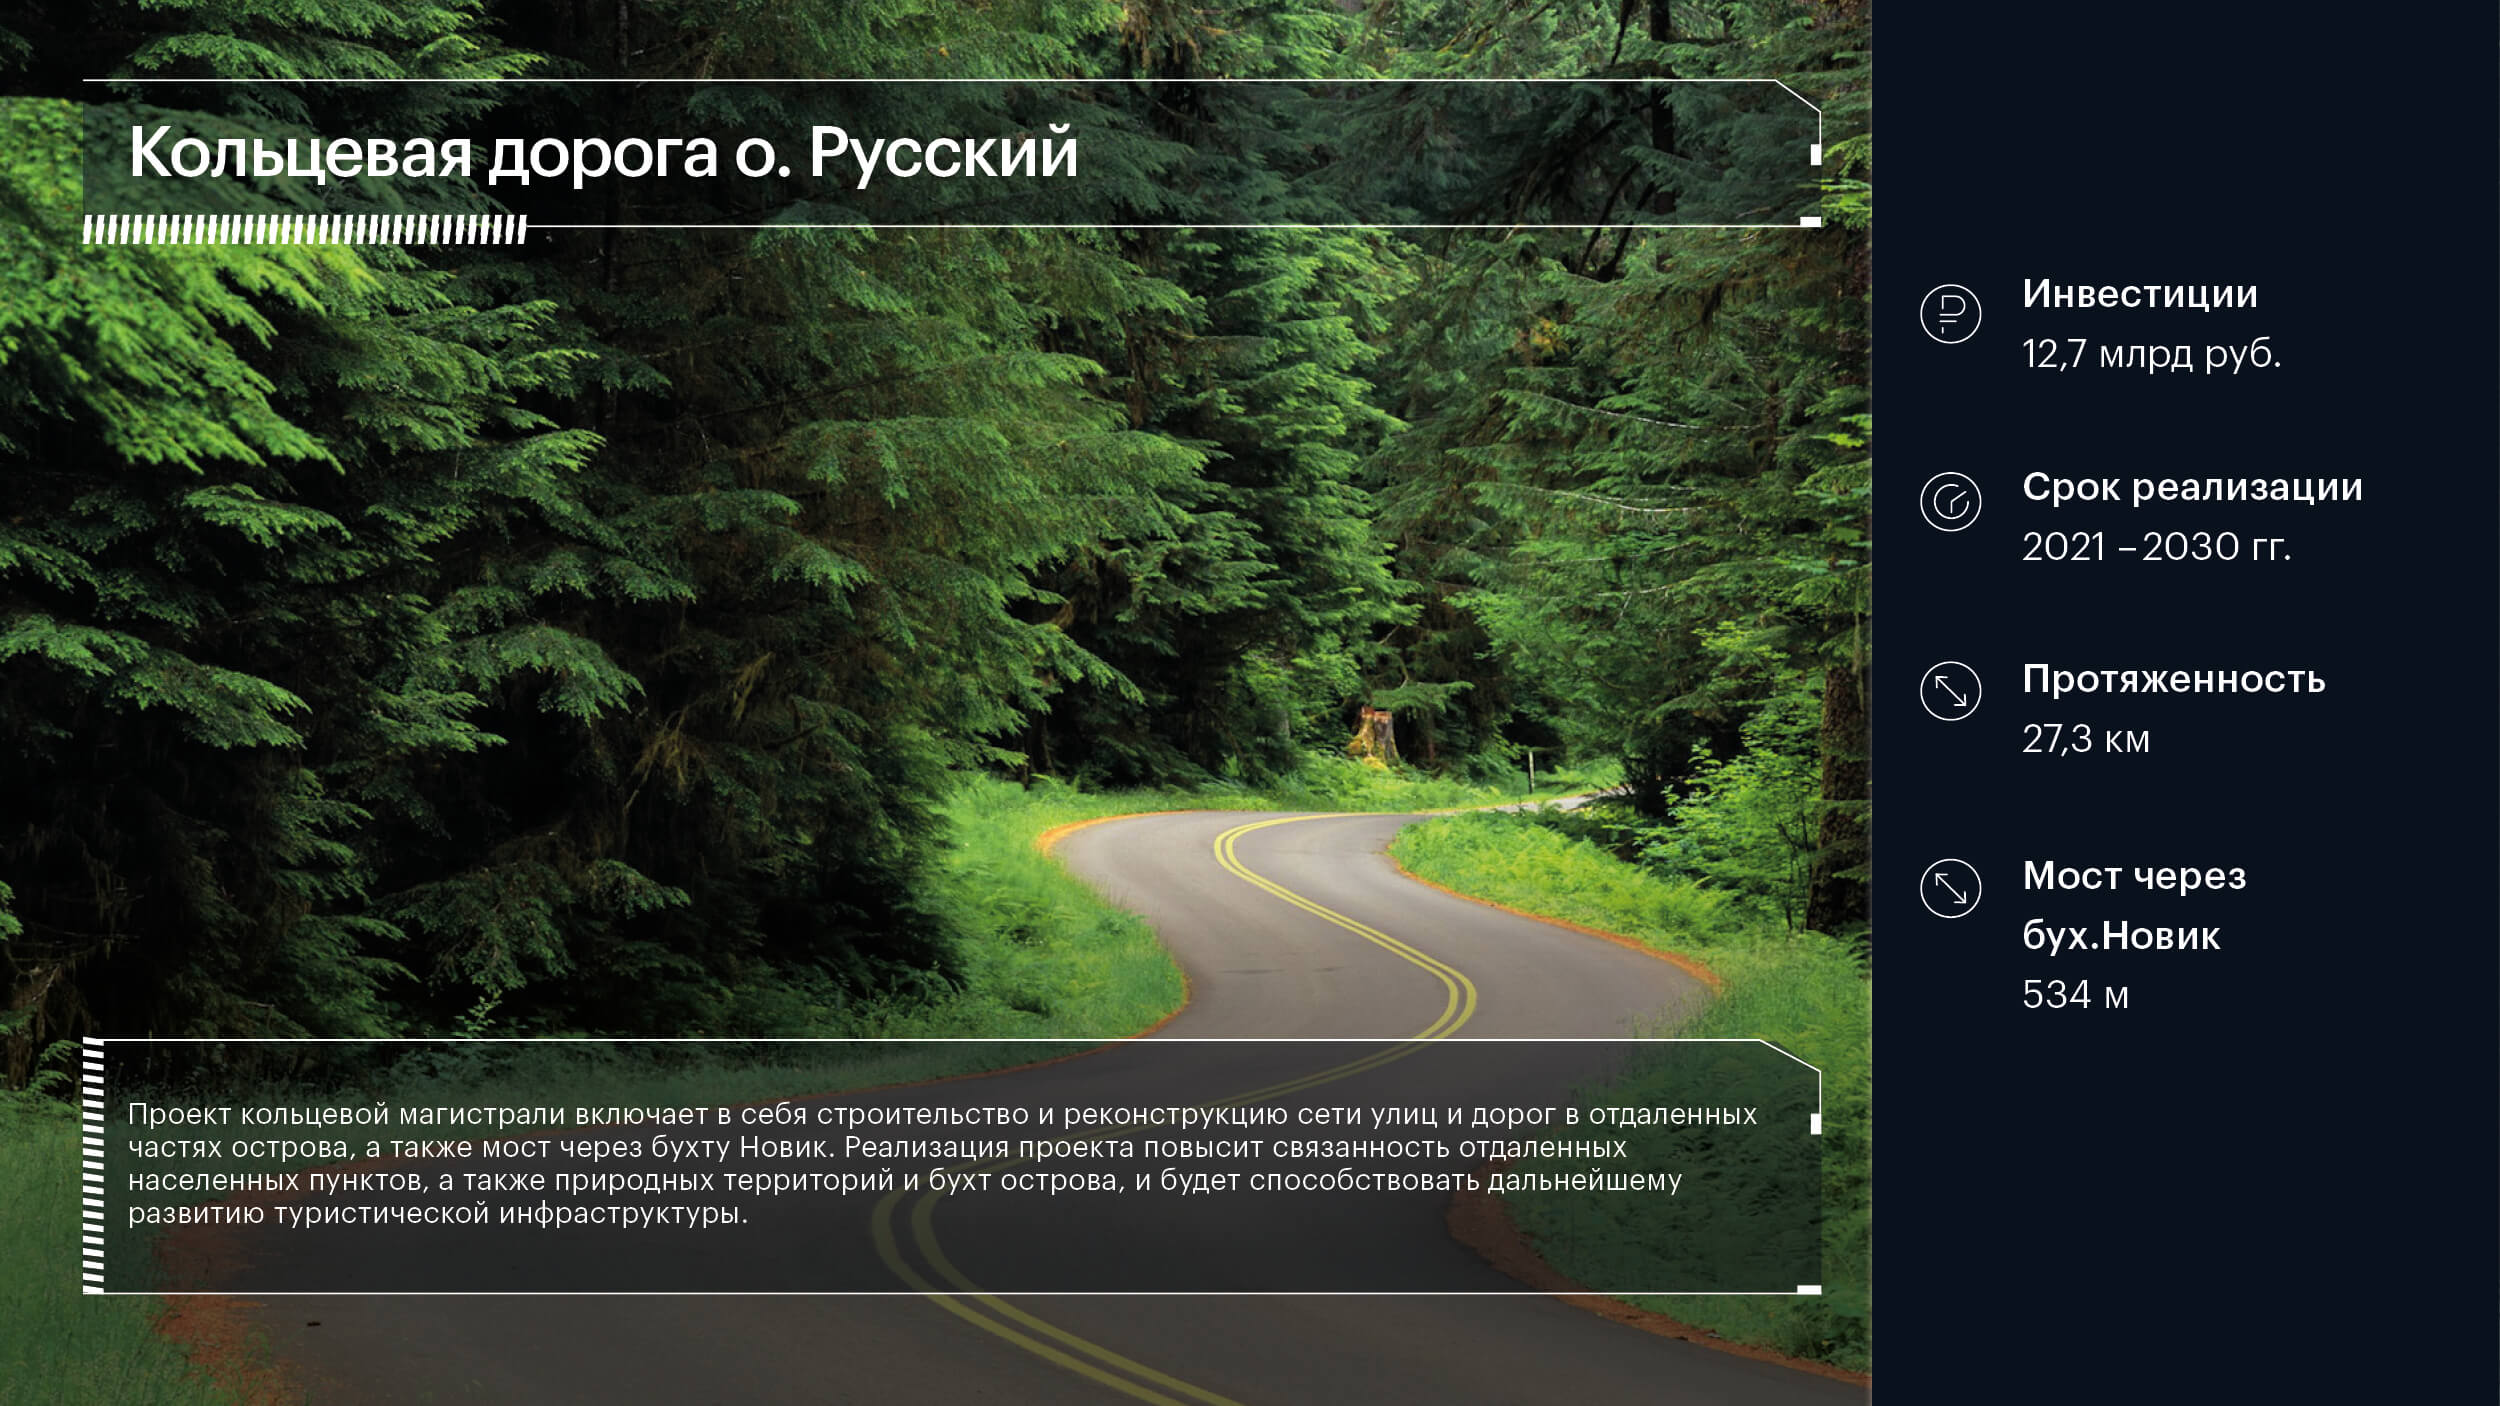 Кольцевая дорога о. Русский
Инвестиции
12,7 млрд руб.
Срок реализации
2021 – 2030 гг.
Протяженность
27,3 км
Мост через
бух.Новик
534 м
Проект кольцевой магистрали включает в себя строительство и реконструкцию сети улиц и дорог в отдаленных
частях острова, а также мост через бухту Новик. Реализация проекта повысит связанность отдаленных
населенных пунктов, а также природных территорий и бухт острова, и будет способствовать дальнейшему
развитию туристической инфраструктуры.